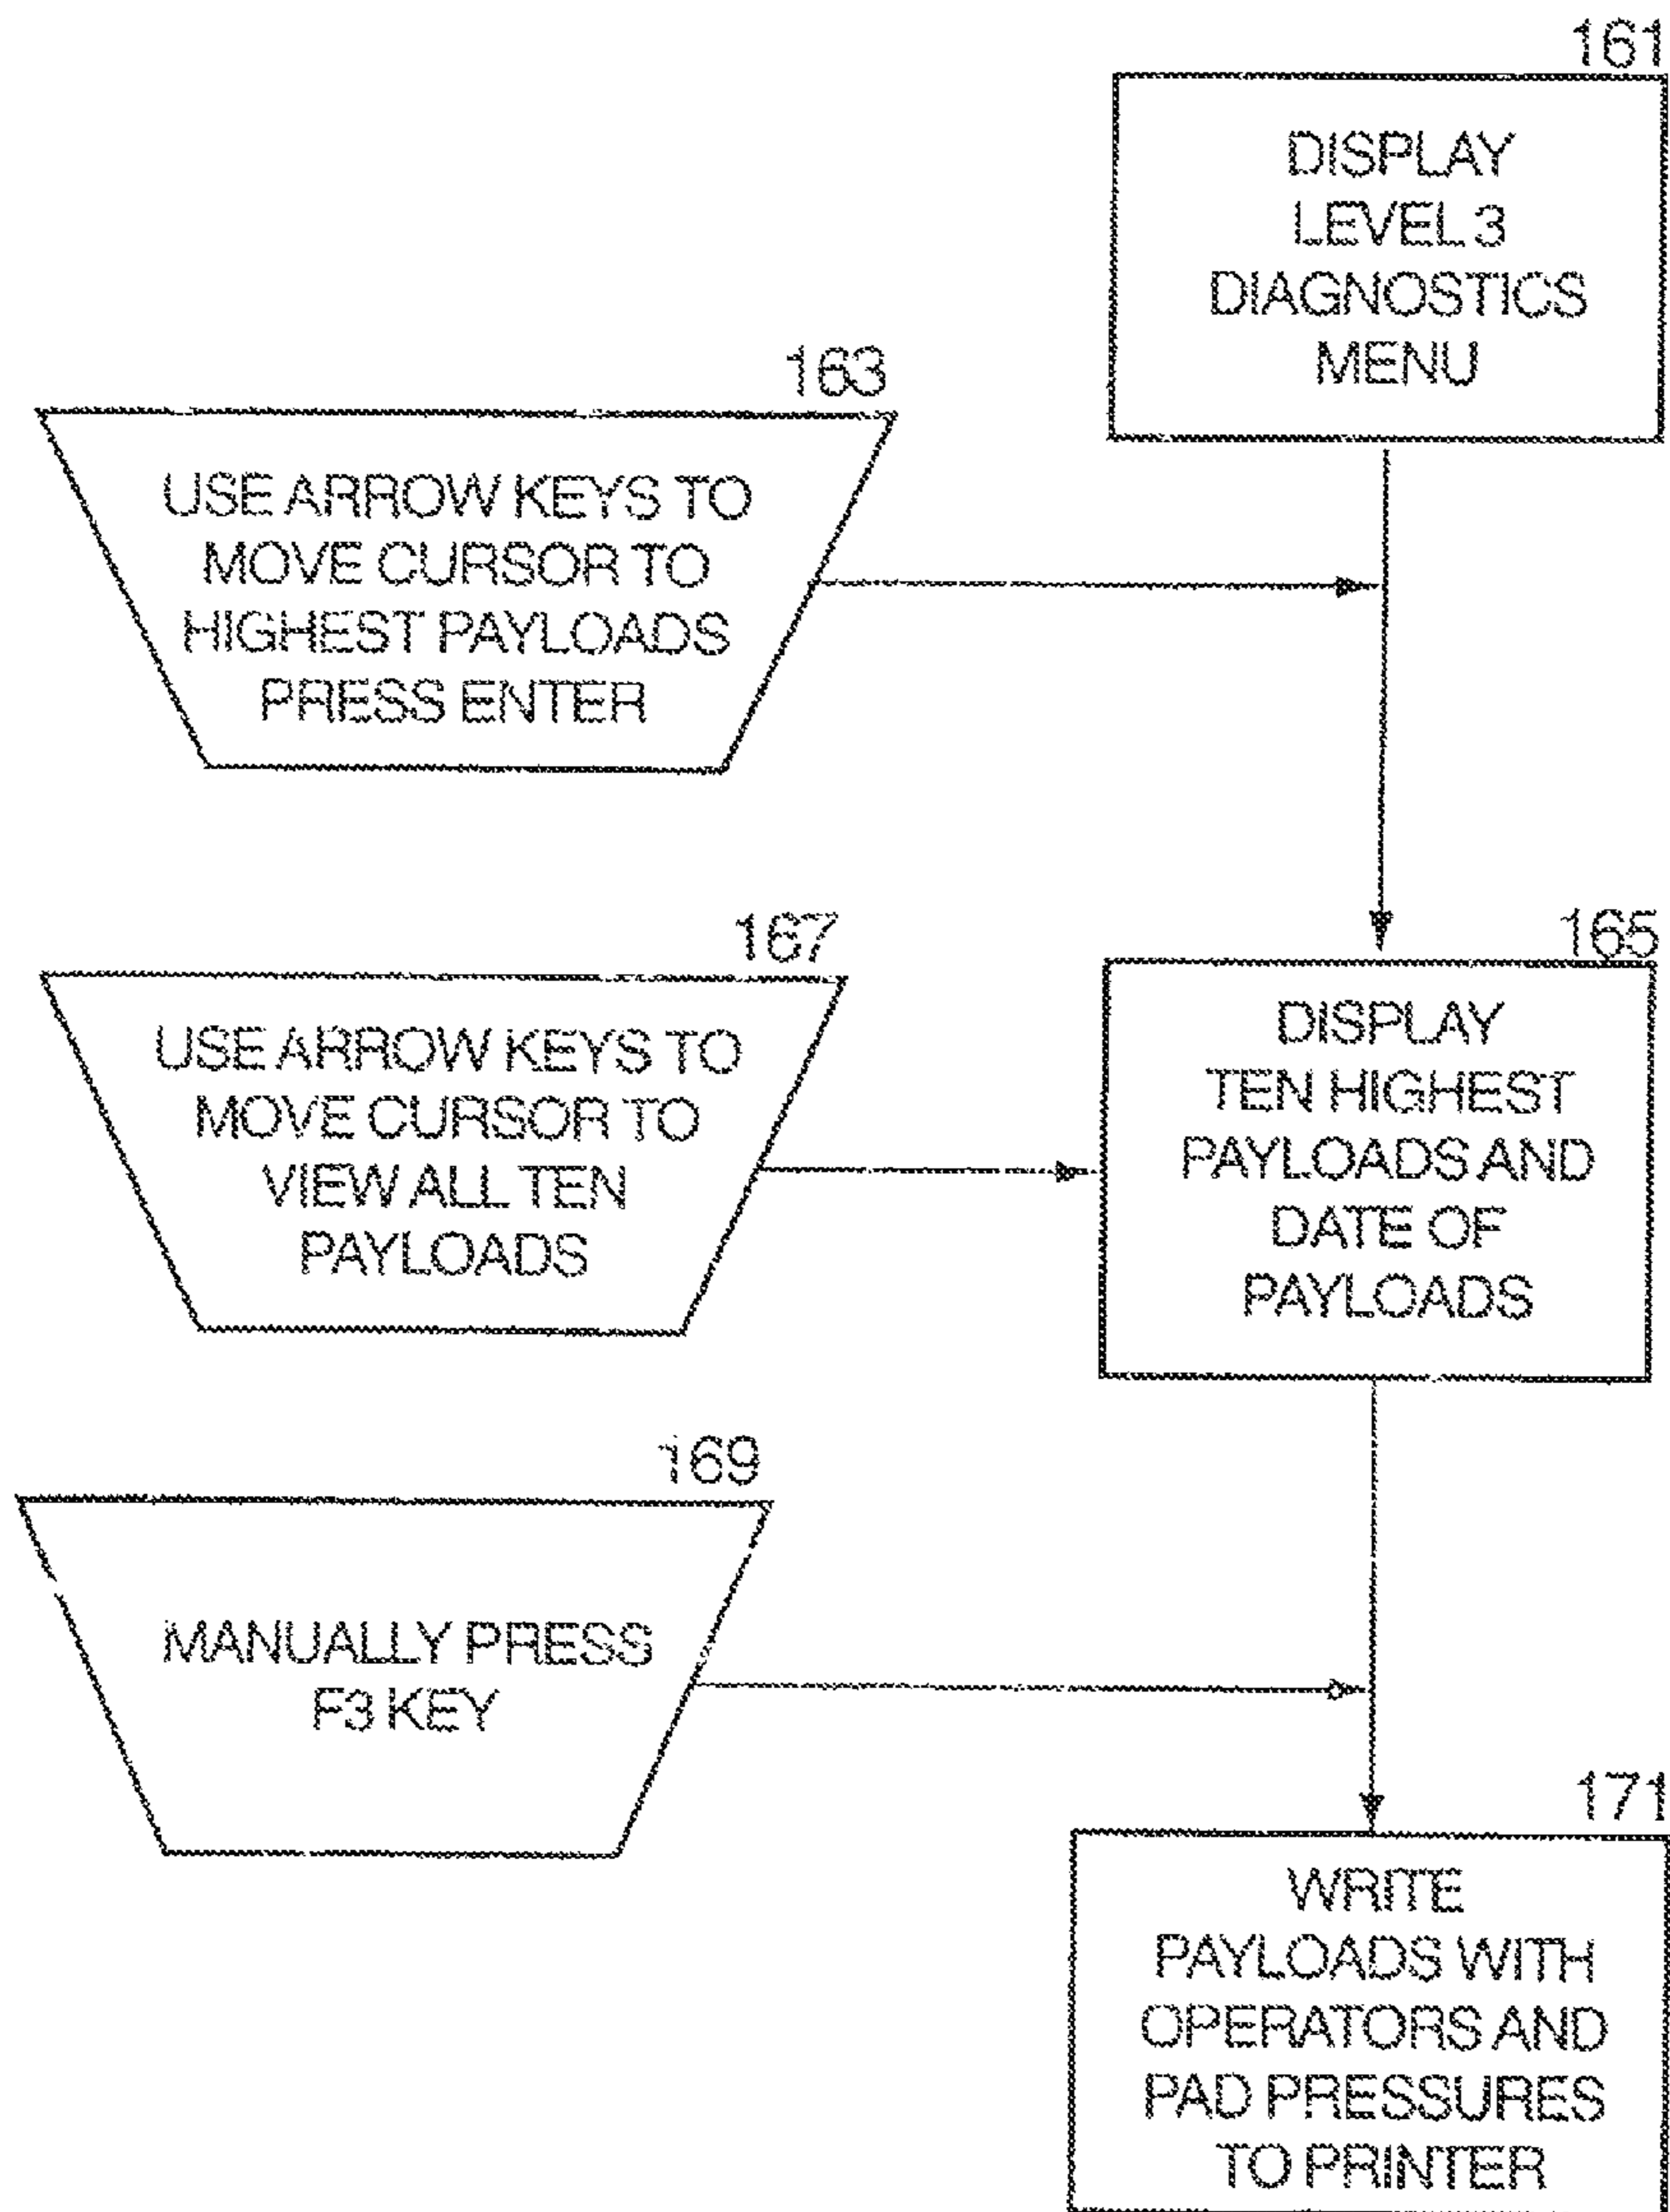 161
DISPLAY
LEVEL 3
DIAGNOSTICS
MENU
163
USE ARROW KEYS TO
MOVE CURSOR TO
HIGHEST PAYLOADS
PRESS ENTER
167
USE ARROW KEYS TO
MOVE CURSOR TO
VIEW ALL TEN
PAYLOADS
165
DISPLAY
TEN HIGHEST
PAYLOADS AND
DATE OF
PAYLOADS
169
MANUALLY PRESS
F3 KEY
171
WRITE
PAYLOADS WITH
OPERATORS AND
PAD PRESSURES
TO PRINTER